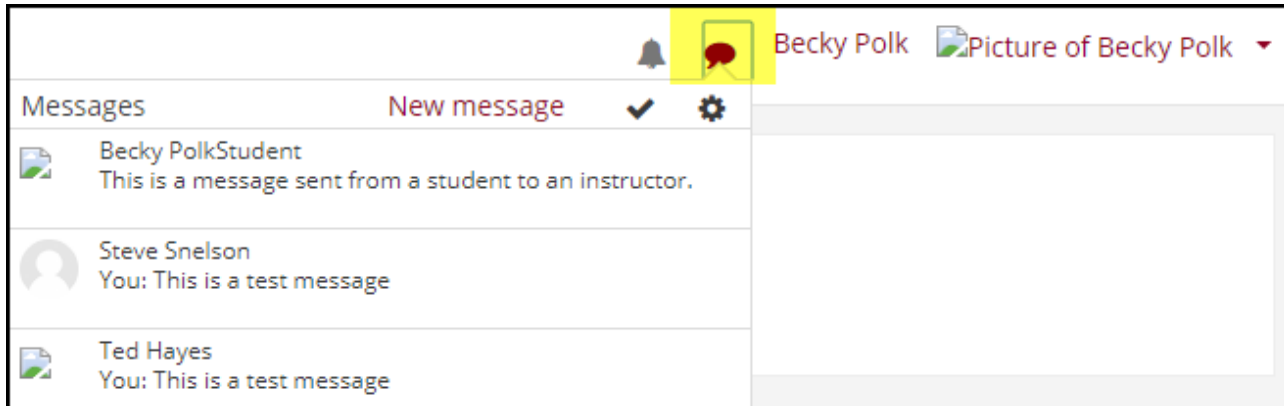 Becky Polk Picture of Becky Polk
Messages New message
Becky PolkStudent
This is a message sent from a student to an instructor.
Steve Snelson
You: This is a test message
Ted Hayes
You: This is a test message